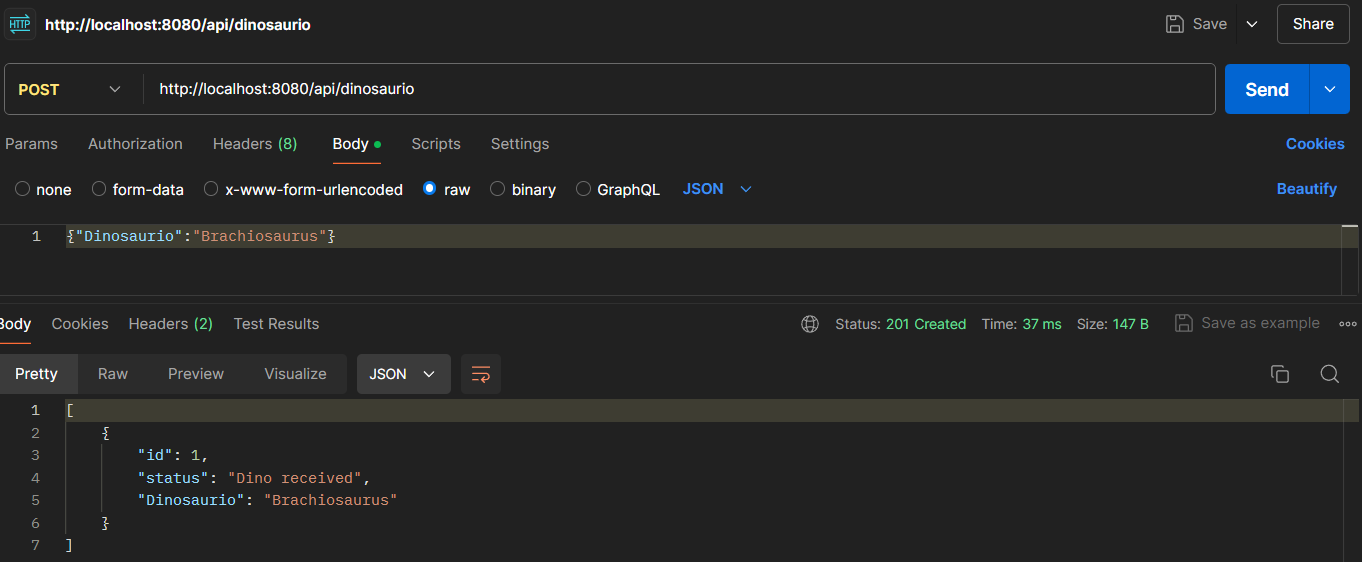 HTTP http://localhost:8080/api/dinosaurio Save Share
POST http://localhost:8080/api/dinosaurio Send
Params Authorization Headers (8) Body Scripts Settings Cookies
none form-data x-www-form-urlencoded raw binary GraphQL JSON Beautify
1 {"Dinosaurio":"Brachiosaurus"}
Body Cookies Headers (2) Test Results Status: 201 Created Time: 37 ms Size: 147 B Save as example
Pretty Raw Preview Visualize JSON
1 [
2 {
3 "id": 1,
4 "status": "Dino received",
5 "Dinosaurio": "Brachiosaurus"
6 }
7 ]